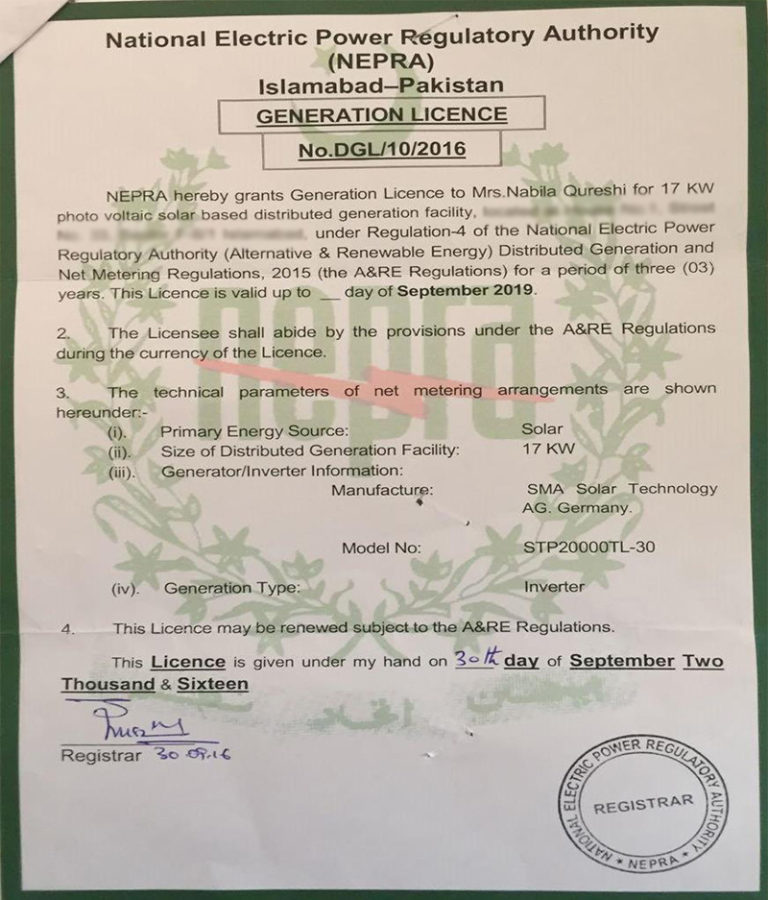 National Electric Power Regulatory Authority
(NEPRA)
Islamabad–Pakistan
GENERATION LICENCE
No.DGL/10/2016
NEPRA hereby grants Generation Licence to Mrs.Nabila Qureshi for 17 KW
photo voltaic solar based distributed generation facility,
under Regulation-4 of the National Electric Power
Regulatory Authority (Alternative & Renewable Energy) Distributed Generation and
Net Metering Regulations, 2015 (the A&RE Regulations) for a period of three (03)
years. This Licence is valid up to __ day of September 2019.
2. The Licensee shall abide by the provisions under the A&RE Regulations
during the currency of the Licence.
3. The technical parameters of net metering arrangements are shown
hereunder:-
(i). Primary Energy Source: Solar
(ii). Size of Distributed Generation Facility: 17 KW
(iii). Generator/Inverter Information:
Manufacture: SMA Solar Technology
AG. Germany.
Model No: STP20000TL-30
(iv). Generation Type: Inverter
4. This Licence may be renewed subject to the A&RE Regulations.
This Licence is given under my hand on 30th day of September Two
Thousand & Sixteen
Registrar 30.09.16
NATIONAL ELECTRIC POWER REGULATORY AUTHORITY
REGISTRAR
* NEPRA *
nepra